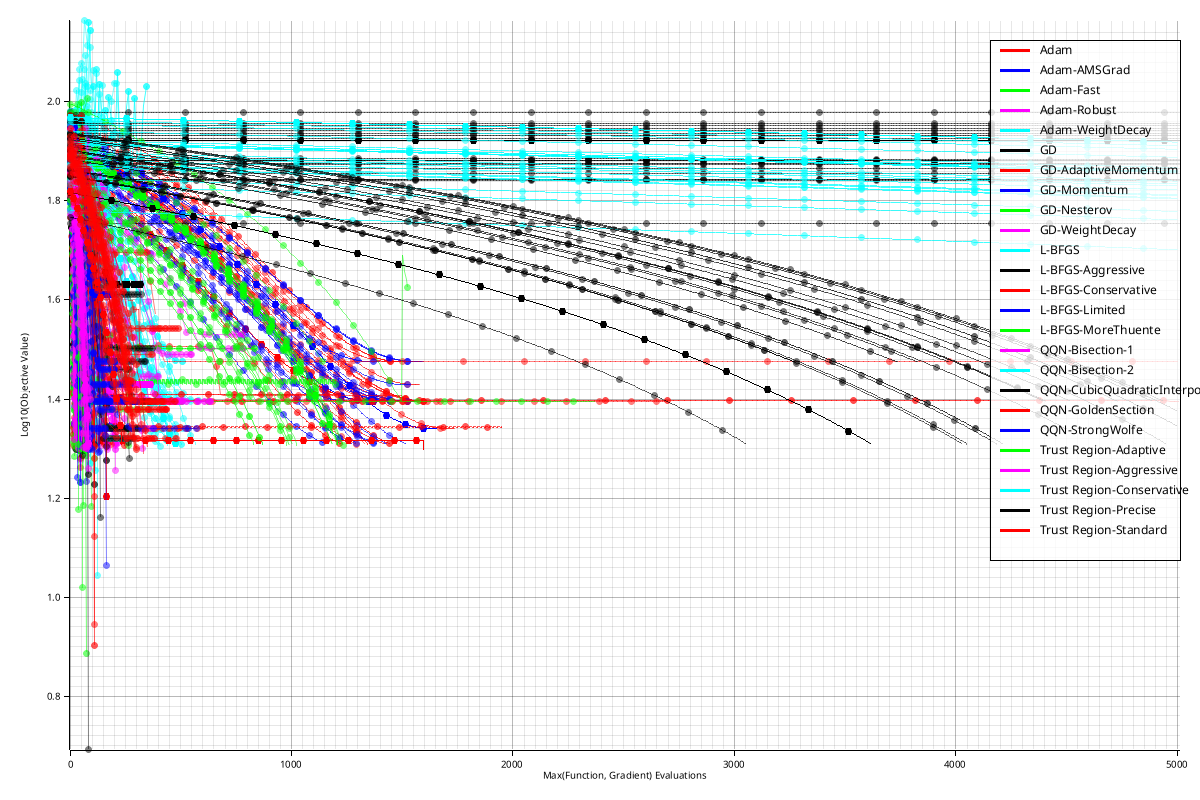 2.0
1.8
1.6
1.4
1.2
1.0
0.8
Log10(Objective Value)
0
1000
2000
3000
4000
5000
Max(Function, Gradient) Evaluations
Adam
Adam-AMSGrad
Adam-Fast
Adam-Robust
Adam-WeightDecay
GD
GD-AdaptiveMomentum
GD-Momentum
GD-Nesterov
GD-WeightDecay
L-BFGS
L-BFGS-Aggressive
L-BFGS-Conservative
L-BFGS-Limited
L-BFGS-MoreThuente
QQN-Bisection-1
QQN-Bisection-2
QQN-CubicQuadraticInterpo
QQN-GoldenSection
QQN-StrongWolfe
Trust Region-Adaptive
Trust Region-Aggressive
Trust Region-Conservative
Trust Region-Precise
Trust Region-Standard